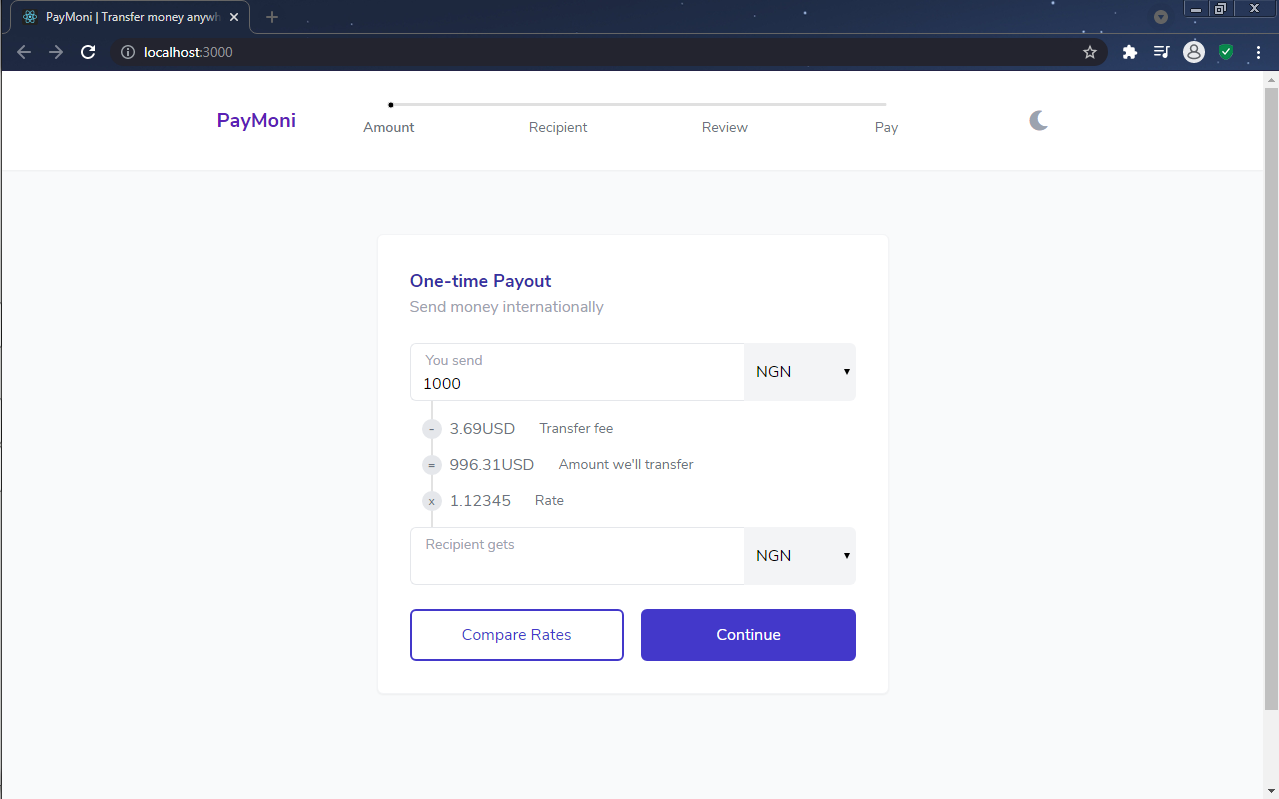 PayMoni | Transfer money anywh
localhost:3000
PayMoni
Amount
Recipient
Review
Pay
One-time Payout
Send money internationally
You send
1000
NGN
- 3.69USD Transfer fee
= 996.31USD Amount we'll transfer
x 1.12345 Rate
Recipient gets
NGN
Compare Rates
Continue